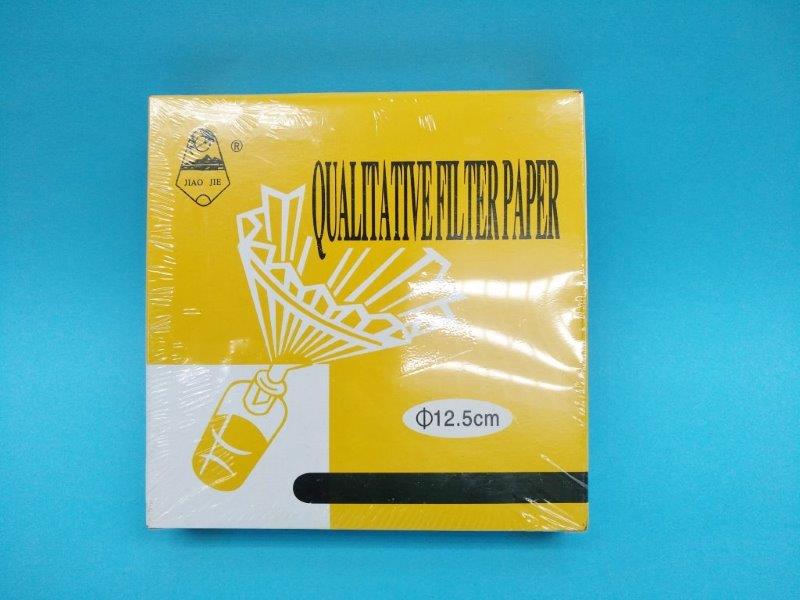 JIAO JIE
®
QUALITATIVE FILTER PAPER
Φ12.5cm